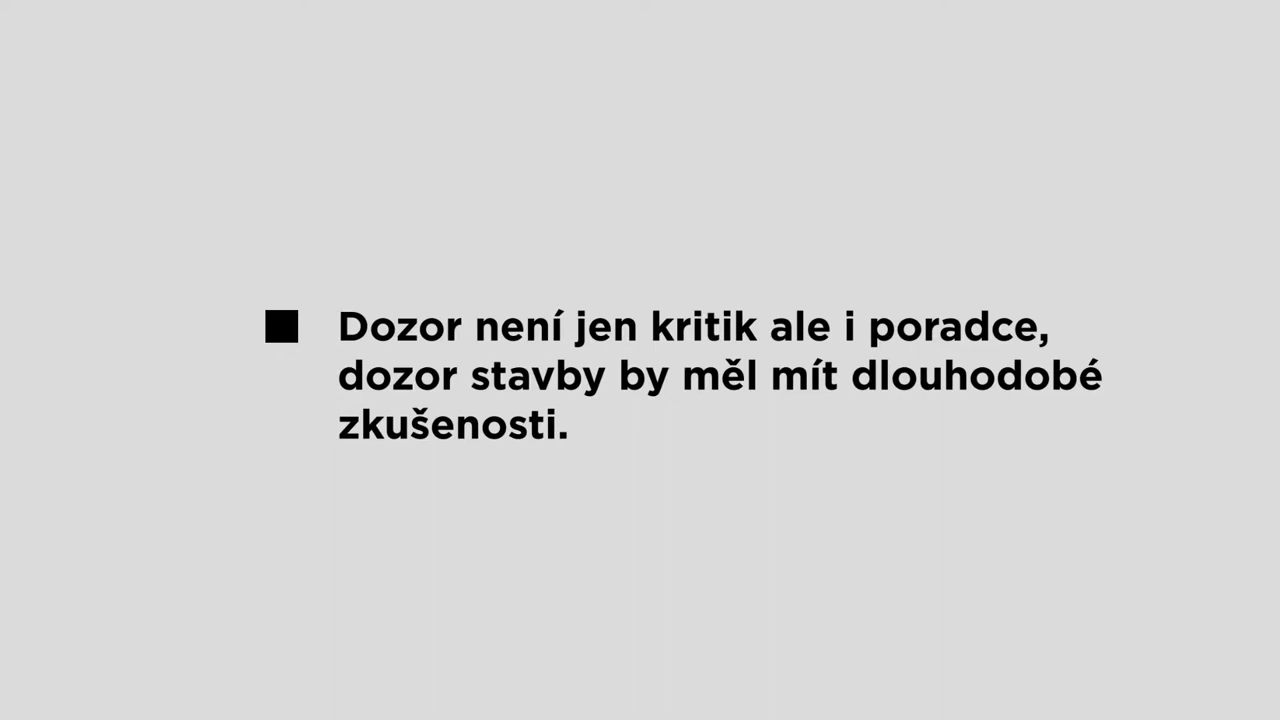 Dozor není jen kritik ale i poradce,
dozor stavby by měl mít dlouhodobé
zkušenosti.